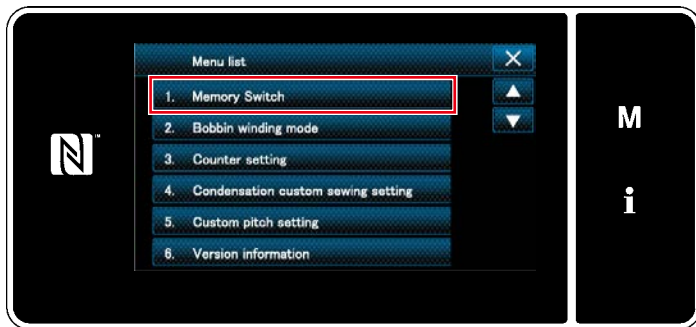 Menu list
1. Memory Switch
2. Bobbin winding mode
3. Counter setting
4. Condensation custom sewing setting
5. Custom pitch setting
6. Version information
N™
M
i